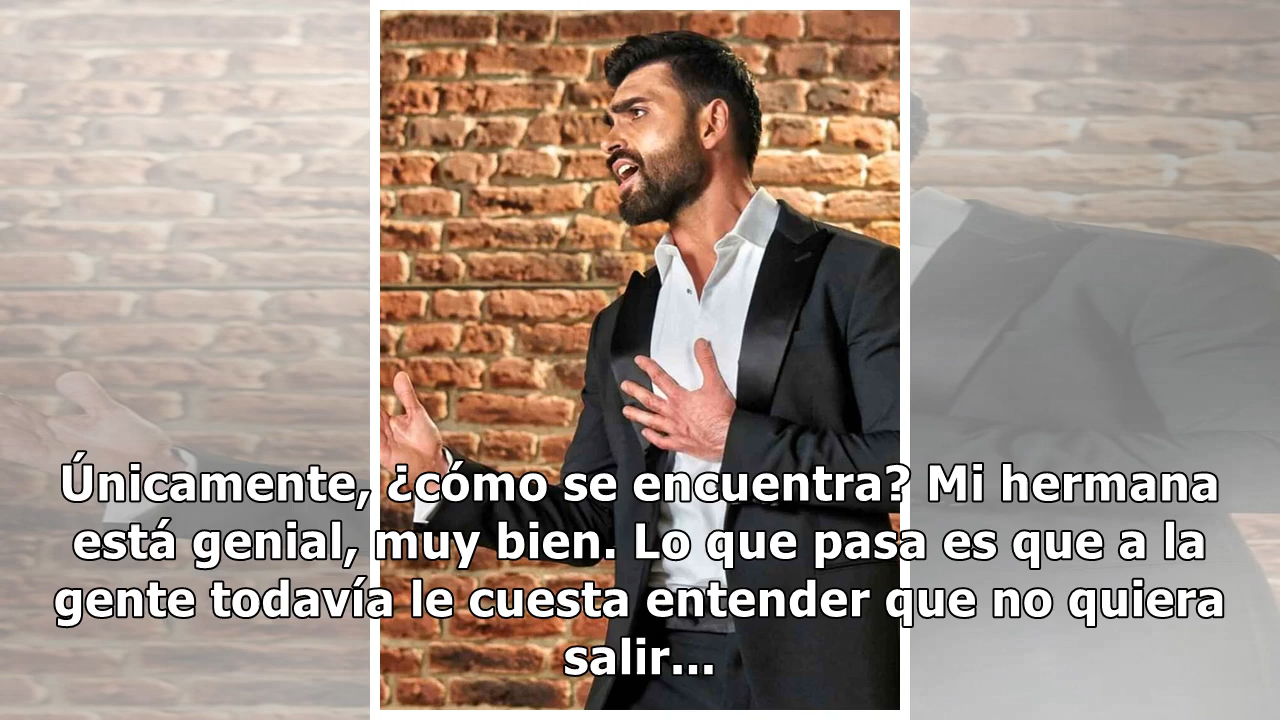 Únicamente, ¿cómo se encuentra? Mi hermana
está genial, muy bien. Lo que pasa es que a la
gente todavía le cuesta entender que no quiera
salir...